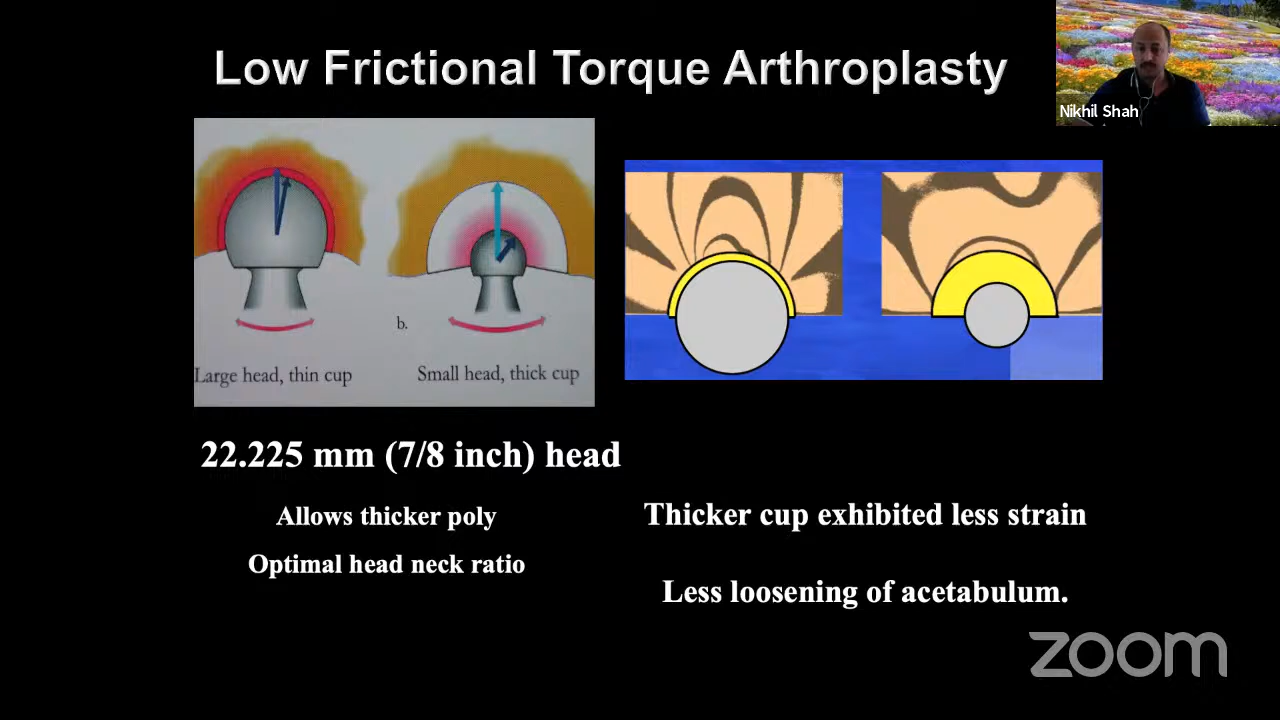 Low Frictional Torque Arthroplasty
Nikhil Shah
b.
Large head, thin cup
Small head, thick cup
22.225 mm (7/8 inch) head
Allows thicker poly
Optimal head neck ratio
Thicker cup exhibited less strain
Less loosening of acetabulum.
zoom